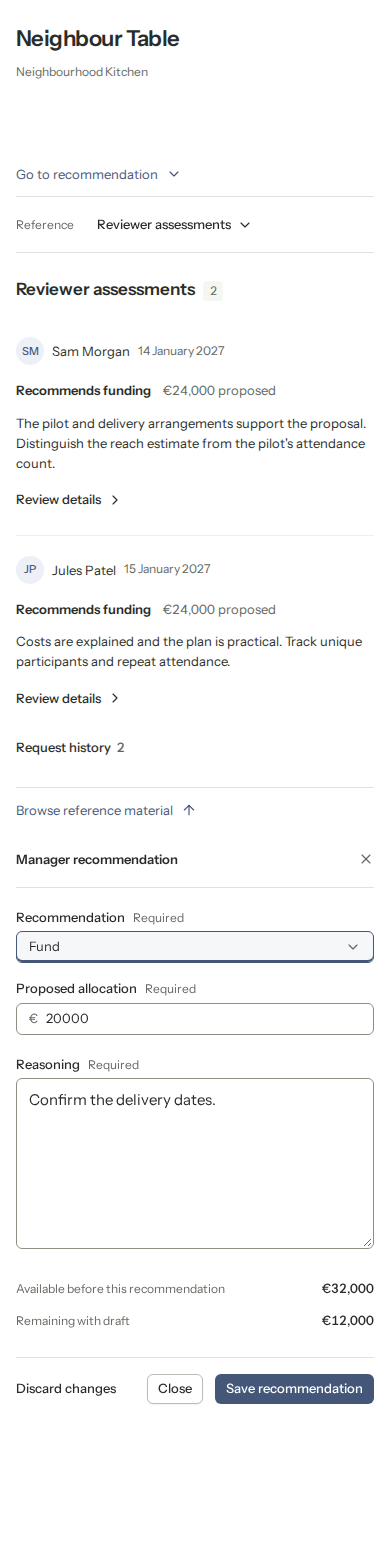 Neighbour Table
Neighbourhood Kitchen
Go to recommendation
Reference Reviewer assessments
Reviewer assessments 2
SM Sam Morgan 14 January 2027
Recommends funding €24,000 proposed
The pilot and delivery arrangements support the proposal.
Distinguish the reach estimate from the pilot's attendance
count.
Review details
JP Jules Patel 15 January 2027
Recommends funding €24,000 proposed
Costs are explained and the plan is practical. Track unique
participants and repeat attendance.
Review details
Request history 2
Browse reference material
Manager recommendation
Recommendation Required
Fund
Proposed allocation Required
€ 20000
Reasoning Required
Confirm the delivery dates.
Available before this recommendation €32,000
Remaining with draft €12,000
Discard changes Close Save recommendation